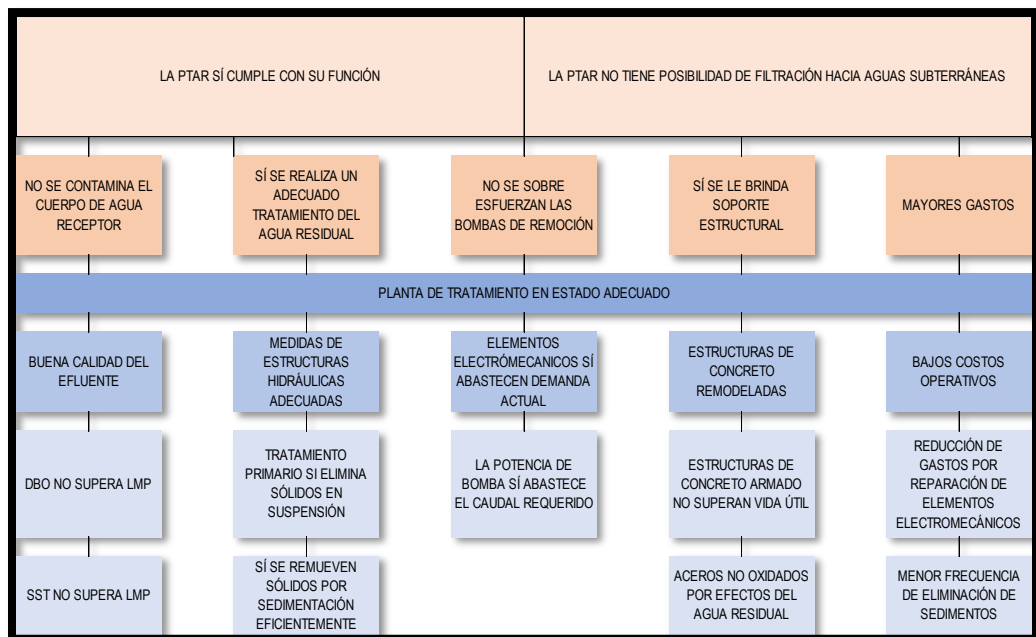 LA PTAR SÍ CUMPLE CON SU FUNCIÓN
LA PTAR NO TIENE POSIBILIDAD DE FILTRACIÓN HACIA AGUAS SUBTERRÁNEAS
NO SE CONTAMINA EL
CUERPO DE AGUA
RECEPTOR
SÍ SE REALIZA UN
ADECUADO
TRATAMIENTO DEL
AGUA RESIDUAL
NO SE SOBRE
ESFUERZAN LAS
BOMBAS DE REMOCIÓN
SÍ SE LE BRINDA
SOPORTE
ESTRUCTURAL
MAYORES GASTOS
PLANTA DE TRATAMIENTO EN ESTADO ADECUADO
BUENA CALIDAD DEL
EFLUENTE
MEDIDAS DE
ESTRUCTURAS
HIDRÁULICAS
ADECUADAS
ELEMENTOS
ELECTRÓMECANICOS SÍ
ABASTECEN DEMANDA
ACTUAL
ESTRUCTURAS DE
CONCRETO
REMODELADAS
BAJOS COSTOS
OPERATIVOS
DBO NO SUPERA LMP
TRATAMIENTO
PRIMARIO SI ELIMINA
SÓLIDOS EN
SUSPENSIÓN
LA POTENCIA DE
BOMBA SÍ ABASTECE
EL CAUDAL REQUERIDO
ESTRUCTURAS DE
CONCRETO ARMADO
NO SUPERAN VIDA ÚTIL
REDUCCIÓN DE
GASTOS POR
REPARACIÓN DE
ELEMENTOS
ELECTROMECÁNICOS
SST NO SUPERA LMP
SÍ SE REMUEVEN
SÓLIDOS POR
SEDIMENTACIÓN
EFICIENTEMENTE
ACEROS NO OXIDADOS
POR EFECTOS DEL
AGUA RESIDUAL
MENOR FRECUENCIA
DE ELIMINACIÓN DE
SEDIMENTOS